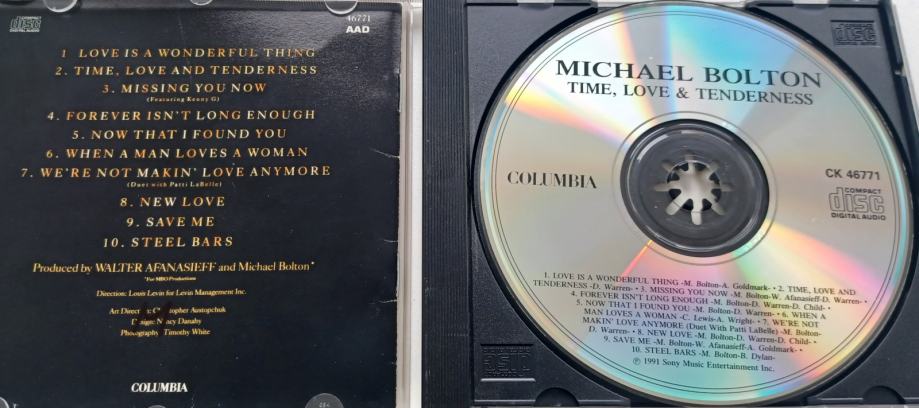 COMPACT
disc
DIGITAL AUDIO
46771
AAD
1 LOVE IS A WONDERFUL THING
2. TIME, LOVE AND TENDERNESS
3. MISSING YOU NOW
(Featuring Kenny G)
4. FOREVER ISN'T LONG ENOUGH
5. NOW THAT I FOUND YOU
6. WHEN A MAN LOVES A WOMAN
7. WE'RE NOT MAKIN' LOVE ANYMORE
(Duet with Patti LaBelle)
8. NEW LOVE
9. SAVE ME
10. STEEL BARS
Produced by WALTER AFANASIEFF and Michael Bolton*
*For MBO Productions
Direction: Louis Levin for Levin Management Inc.
Art Austopchuk
Nancy Danahy
Photography Timothy White
COLUMBIA
COMPACT
disc
MICHAEL BOLTON
TIME, LOVE & TENDERNESS
COLUMBIA
CK 46771
COMPACT
disc
DIGITAL AUDIO
1. LOVE IS A WONDERFUL THING -M. Bolton-A. Goldmark- • 2. TIME, LOVE AND
TENDERNESS -D. Warren- • 3. MISSING YOU NOW -M. Bolton-W. Afanasieff-D. Warren- •
4. FOREVER ISN'T LONG ENOUGH -M. Bolton-D. Warren-D. Child- •
5. NOW THAT I FOUND YOU -M. Bolton-D. Warren- • 6. WHEN A
MAN LOVES A WOMAN -C. Lewis-A. Wright- • 7. WE'RE NOT
MAKIN' LOVE ANYMORE (Duet With Patti LaBelle) -M. Bolton-
D. Warren- • 8. NEW LOVE -M. Bolton-D. Warren-D. Child- •
9. SAVE ME -M. Bolton-W. Afanasieff-A. Goldmark- •
10. STEEL BARS -M. Bolton-B. Dylan-
℗ 1991 Sony Music Entertainment Inc.